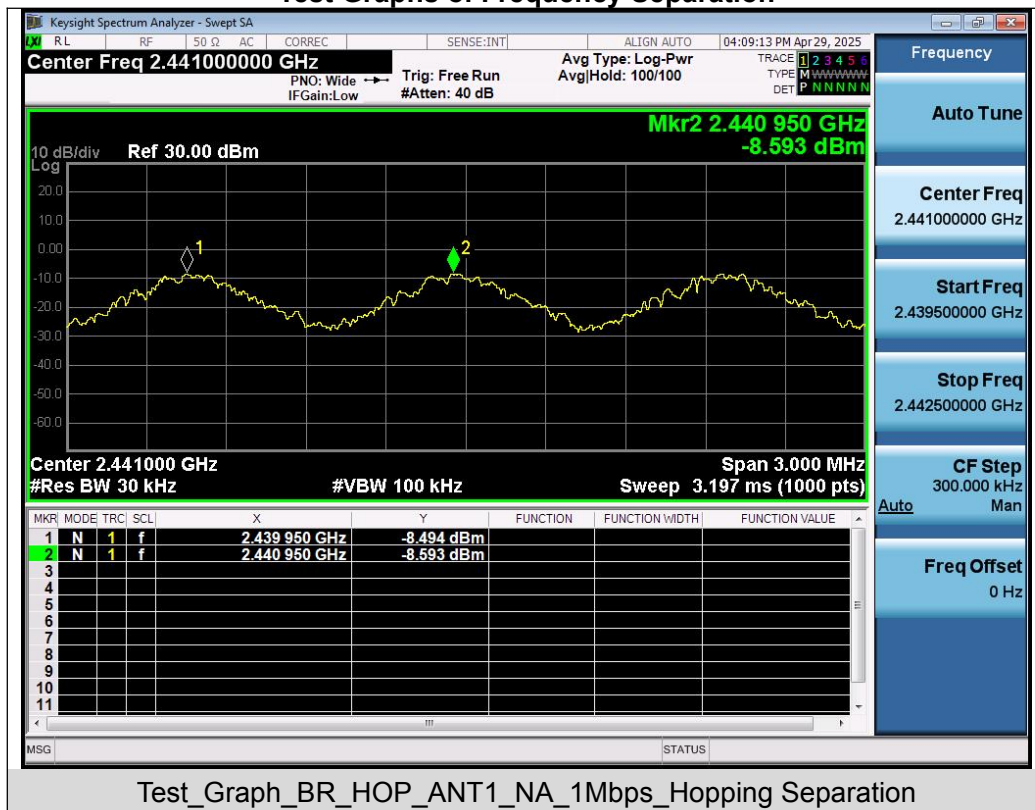 Test Graphs of Frequency Separation
Keysight Spectrum Analyzer - Swept SA
LXI RL RF 50 Ω AC CORREC SENSE:INT ALIGN AUTO 04:09:13 PM Apr 29, 2025
Center Freq 2.441000000 GHz
PNO: Wide
IFGain:Low
Trig: Free Run
#Atten: 40 dB
Avg Type: Log-Pwr
Avg|Hold: 100/100
TRACE 1 2 3 4 5 6
TYPE M WWWWW
DET P N N N N N
Mkr2 2.440 950 GHz
-8.593 dBm
10 dB/div Ref 30.00 dBm
Log
20.0
10.0
0.00
-10.0
-20.0
-30.0
-40.0
-50.0
-60.0
1
2
Center 2.441000 GHz Span 3.000 MHz
#Res BW 30 kHz #VBW 100 kHz Sweep 3.197 ms (1000 pts)
MKR MODE TRC SCL X Y FUNCTION FUNCTION WIDTH FUNCTION VALUE
1 N 1 f 2.439 950 GHz -8.494 dBm
2 N 1 f 2.440 950 GHz -8.593 dBm
3
4
5
6
7
8
9
10
11
MSG STATUS
Frequency
Auto Tune
Center Freq
2.441000000 GHz
Start Freq
2.439500000 GHz
Stop Freq
2.442500000 GHz
CF Step
300.000 kHz
Auto Man
Freq Offset
0 Hz
Test_Graph_BR_HOP_ANT1_NA_1Mbps_Hopping Separation